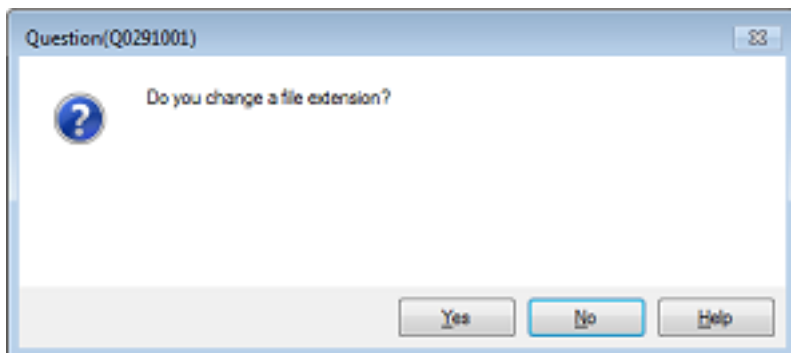 Question(Q0291001)
Do you change a file extension?
Yes No Help